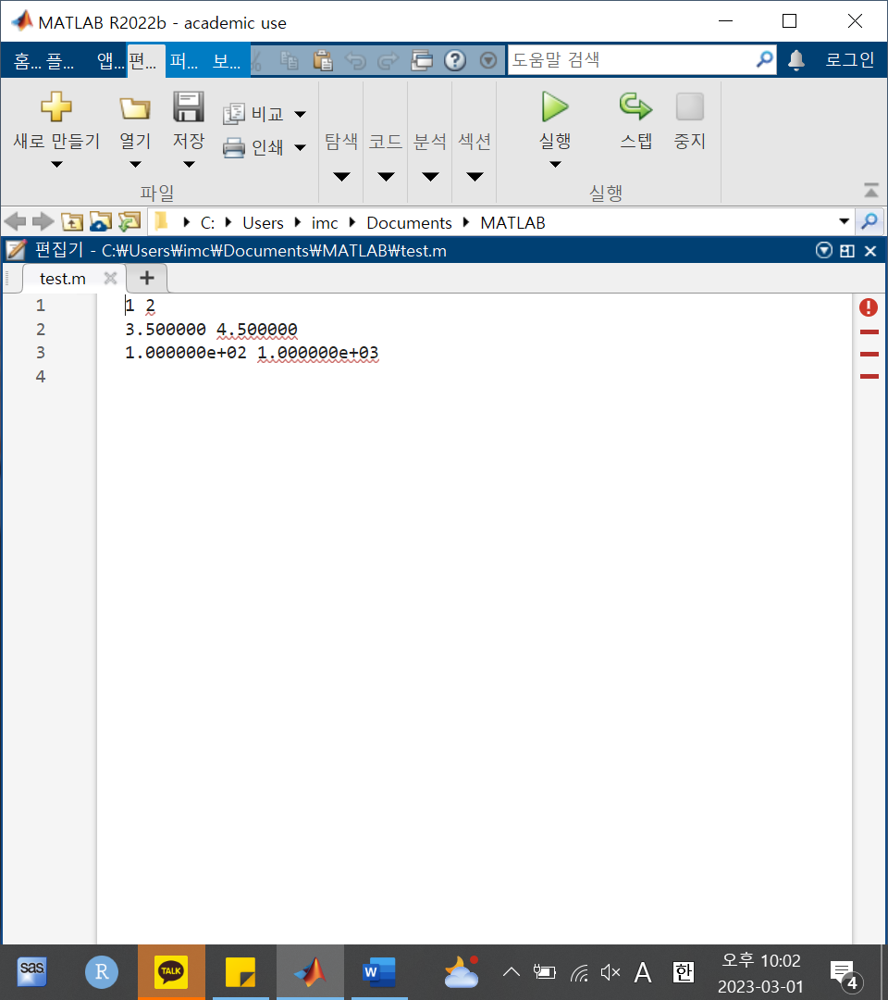 MATLAB R2022b - academic use
홈... 플... 앱... 편... 퍼... 보... 도움말 검색 로그인
새로 만들기 열기 저장 비교 인쇄 탐색 코드 분석 섹션 실행 스텝 중지
파일 실행
C: Users imc Documents MATLAB
편집기 - C:₩Users₩imc₩Documents₩MATLAB₩test.m
test.m
1 1 2
2 3.500000 4.500000
3 1.000000e+02 1.000000e+03
4
sas R TALK W A 한 오후 10:02
2023-03-01 4